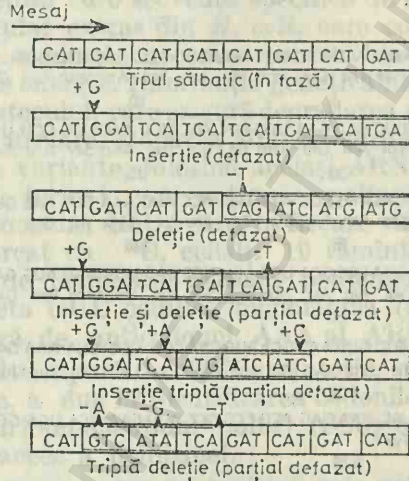 Mesaj
CAT GAT CAT GAT CAT GAT CAT GAT
Tipul sălbatic (în fază)
+G
CAT GGA TCA TGA TCA TGA TCA TGA
Inserție (defazat)
-T
CAT GAT CAT GAT CAG ATC ATG ATG
Deleție (defazat)
+G -T
CAT GGA TCA TGA TCA GAT CAT GAT
Inserție și deleție (parțial defazat)
+G +A +C
CAT GGA TCA ATG ATC ATC GAT CAT
Inserție triplă (parțial defazat)
-A -G -T
CAT GTC ATA TCA GAT CAT GAT CAT
Triplă deleție (parțial defazat)